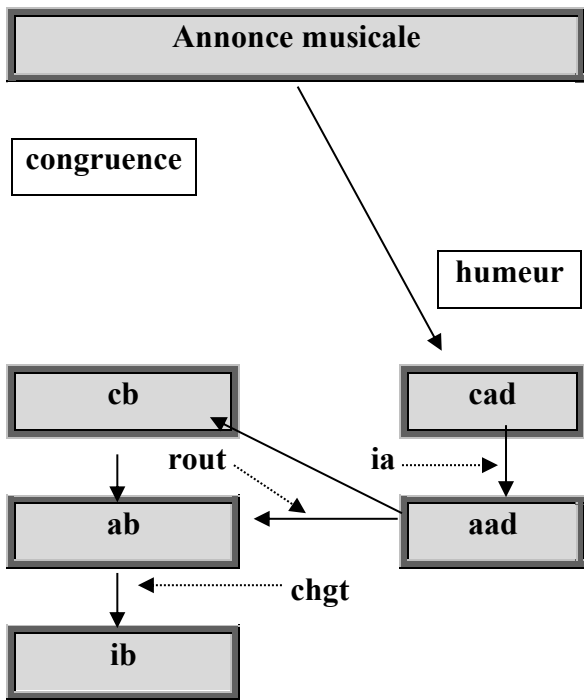 Annonce musicale
congruence
humeur
cb
cad
rout
ia
ab
aad
chgt
ib